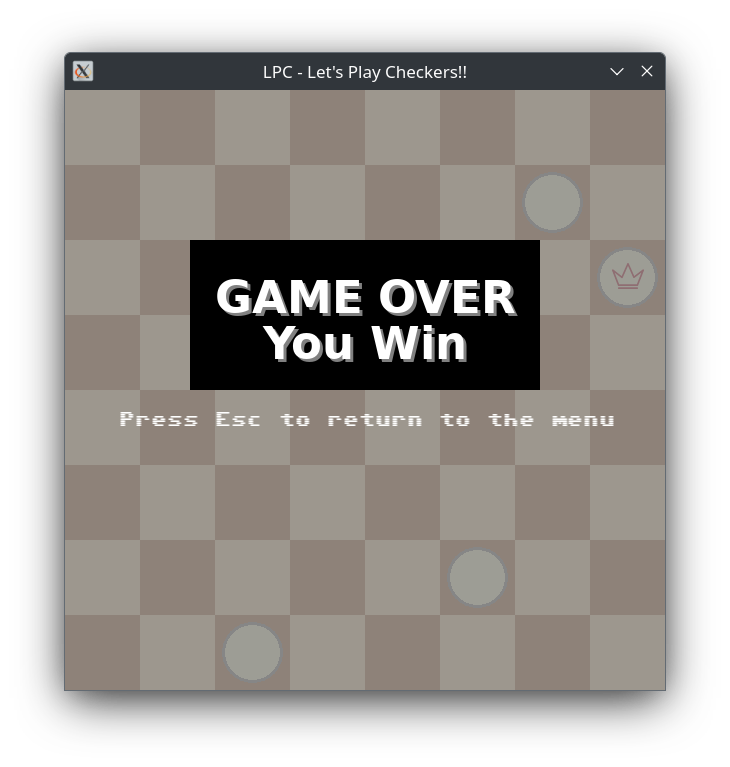 LPC - Let's Play Checkers!!
GAME OVER
You Win
Press Esc to return to the menu